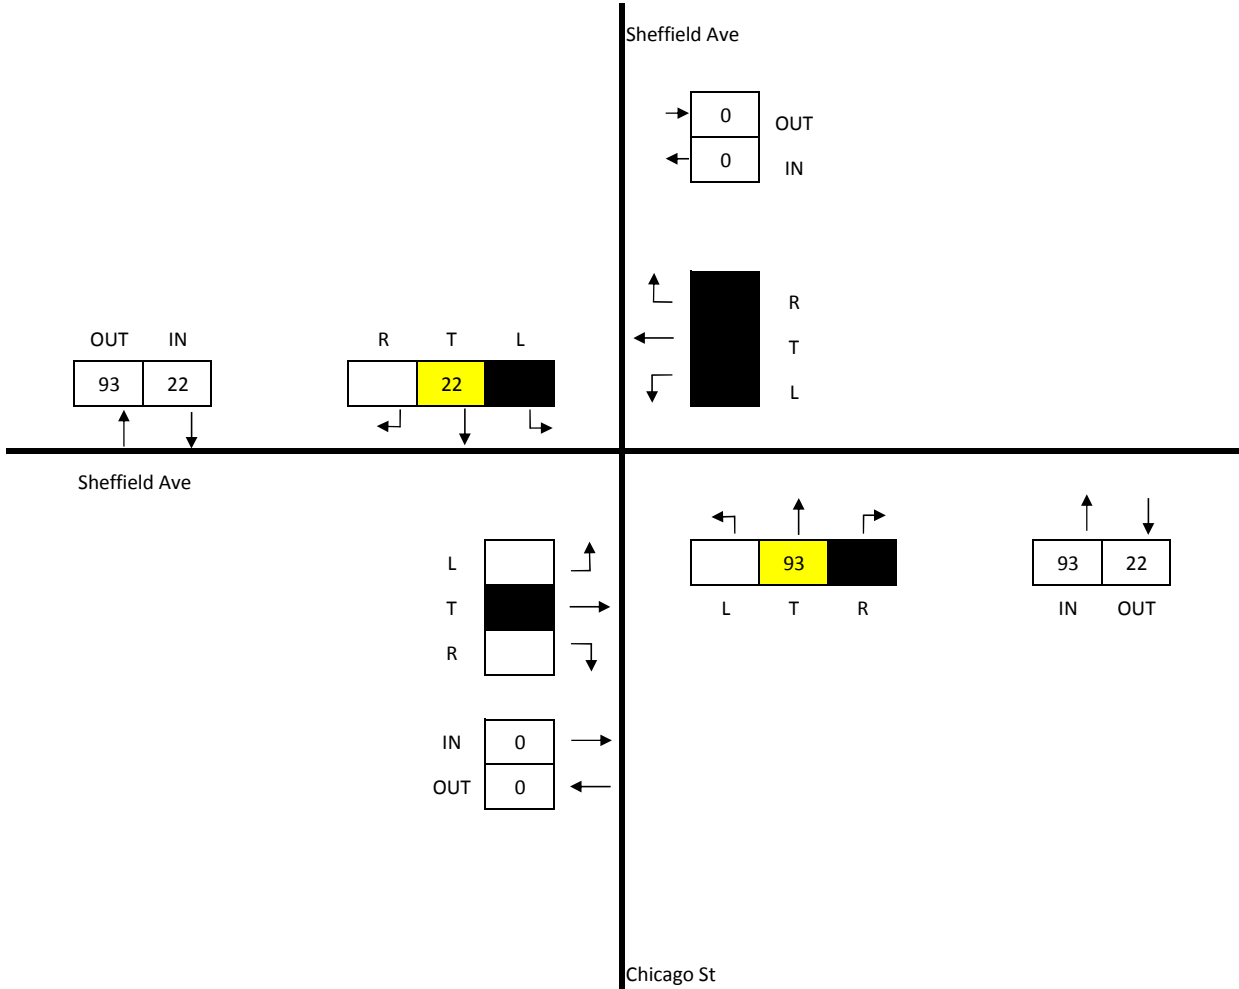 Sheffield Ave
0 OUT
0 IN
R
OUT IN R T L T
93 22 22 L
Sheffield Ave
L 93 93 22
T L T R IN OUT
R
IN 0
OUT 0
Chicago St